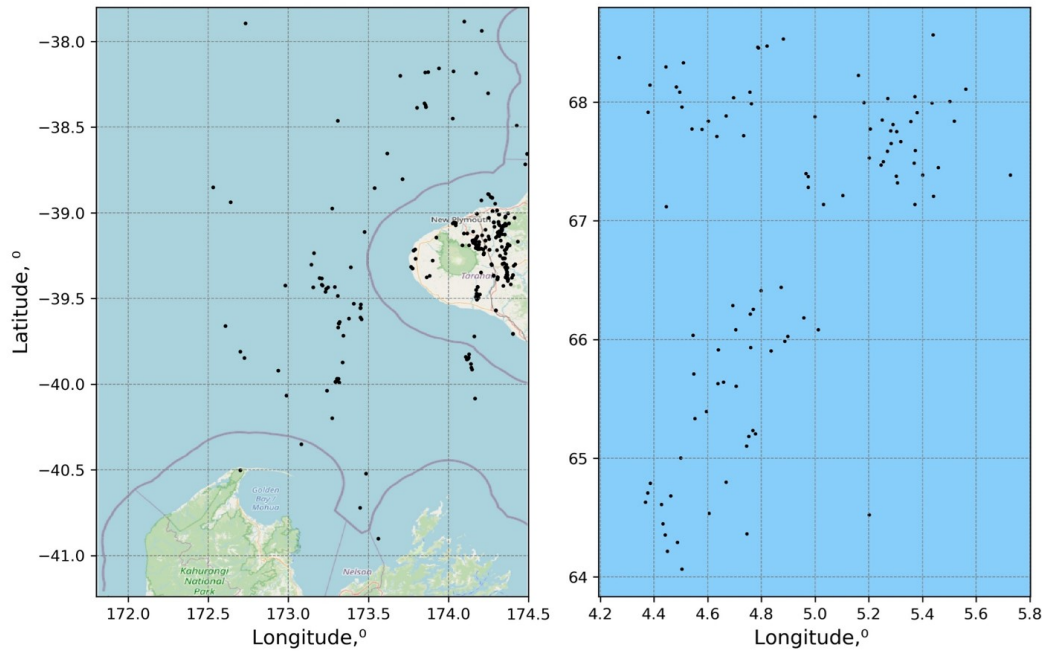 −38.0
−38.5
−39.0
−39.5
−40.0
−40.5
−41.0
Latitude, o
172.0 172.5 173.0 173.5 174.0 174.5
Longitude,o
New Plymouth
Golden
Bay
Mohua
Kahurangi
National
Park
Nelson
68
67
66
65
64
4.2 4.4 4.6 4.8 5.0 5.2 5.4 5.6 5.8
Longitude,o